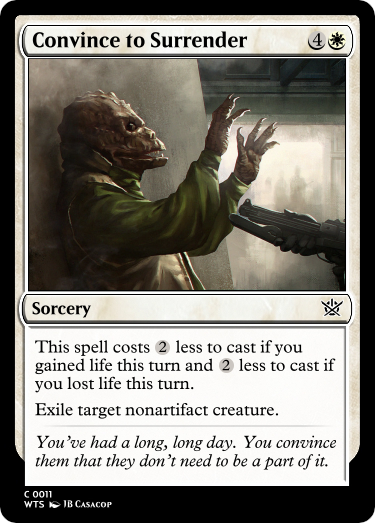 Convince to Surrender 4
Sorcery
This spell costs 2 less to cast if you
gained life this turn and 2 less to cast if
you lost life this turn.
Exile target nonartifact creature.
You've had a long, long day. You convince
them that they don't need to be a part of it.
C 0011
WTS JB Casacop